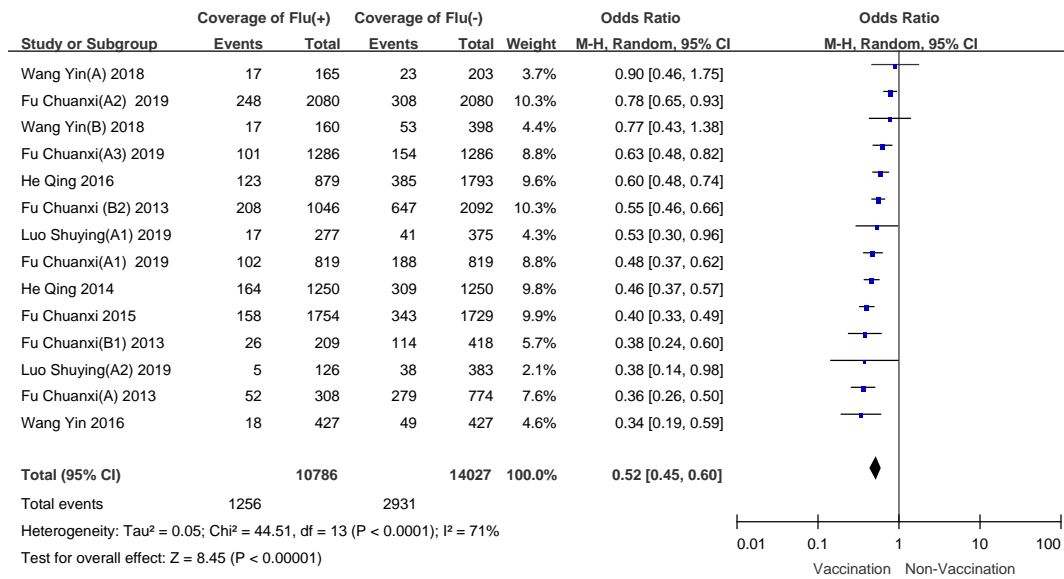 Coverage of Flu(+) Coverage of Flu(-) Odds Ratio Odds Ratio
Study or Subgroup Events Total Events Total Weight M-H, Random, 95% CI M-H, Random, 95% CI
Wang Yin(A) 2018 17 165 23 203 3.7% 0.90 [0.46, 1.75]
Fu Chuanxi(A2) 2019 248 2080 308 2080 10.3% 0.78 [0.65, 0.93]
Wang Yin(B) 2018 17 160 53 398 4.4% 0.77 [0.43, 1.38]
Fu Chuanxi(A3) 2019 101 1286 154 1286 8.8% 0.63 [0.48, 0.82]
He Qing 2016 123 879 385 1793 9.6% 0.60 [0.48, 0.74]
Fu Chuanxi (B2) 2013 208 1046 647 2092 10.3% 0.55 [0.46, 0.66]
Luo Shuying(A1) 2019 17 277 41 375 4.3% 0.53 [0.30, 0.96]
Fu Chuanxi(A1) 2019 102 819 188 819 8.8% 0.48 [0.37, 0.62]
He Qing 2014 164 1250 309 1250 9.8% 0.46 [0.37, 0.57]
Fu Chuanxi 2015 158 1754 343 1729 9.9% 0.40 [0.33, 0.49]
Fu Chuanxi(B1) 2013 26 209 114 418 5.7% 0.38 [0.24, 0.60]
Luo Shuying(A2) 2019 5 126 38 383 2.1% 0.38 [0.14, 0.98]
Fu Chuanxi(A) 2013 52 308 279 774 7.6% 0.36 [0.26, 0.50]
Wang Yin 2016 18 427 49 427 4.6% 0.34 [0.19, 0.59]
Total (95% CI) 10786 14027 100.0% 0.52 [0.45, 0.60]
Total events 1256 2931
Heterogeneity: Tau² = 0.05; Chi² = 44.51, df = 13 (P < 0.0001); I² = 71%
Test for overall effect: Z = 8.45 (P < 0.00001)
0.01 0.1 1 10 100
Vaccination Non-Vaccination